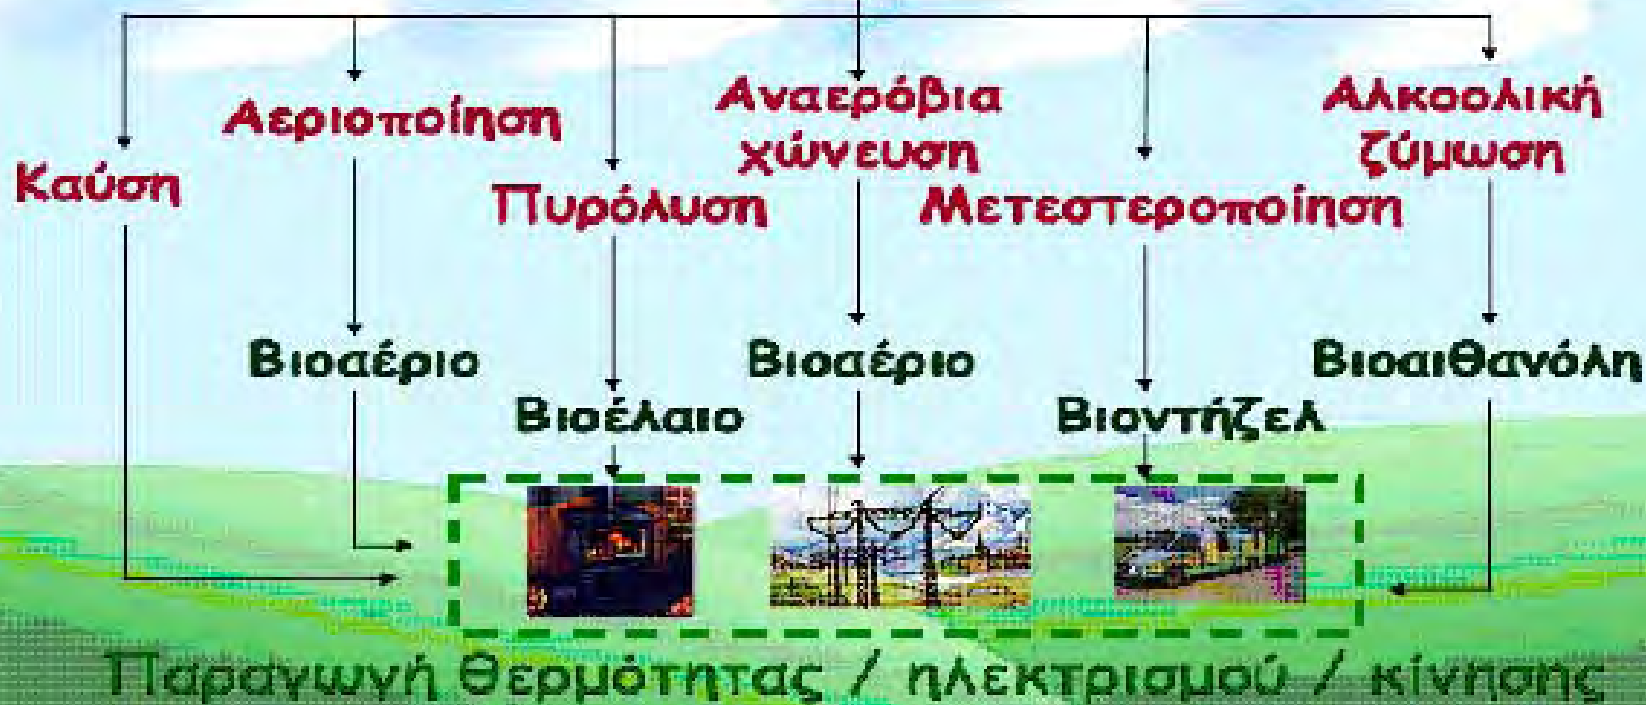 Καύση
Αεριοποίηση
Πυρόλυση
Αναερόβια
χώνευση
Μετεστεροποίηση
Αλκοολική
ζύμωση
Βιοαέριο
Βιοέλαιο
Βιοαέριο
Βιοντήζελ
Βιοαιθανόλη
Παραγωγή θερμότητας / ηλεκτρισμού / κίνησης